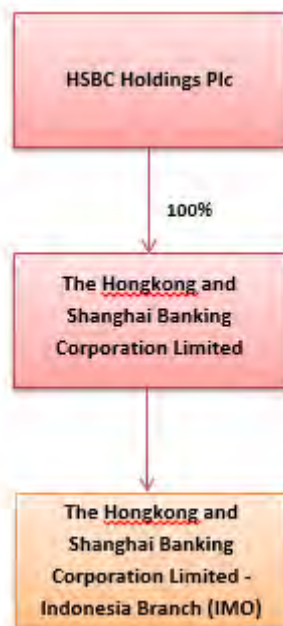 HSBC Holdings Plc
100%
The Hongkong and
Shanghai Banking
Corporation Limited
The Hongkong and
Shanghai Banking
Corporation Limited -
Indonesia Branch (IMO)